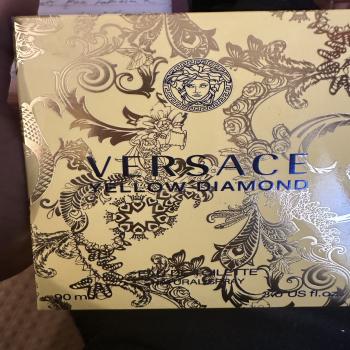 VERSACE
YELLOW DIAMOND
EAU DE TOILETTE
NATURAL SPRAY
90 ml ℮ 3.0 US fl.oz